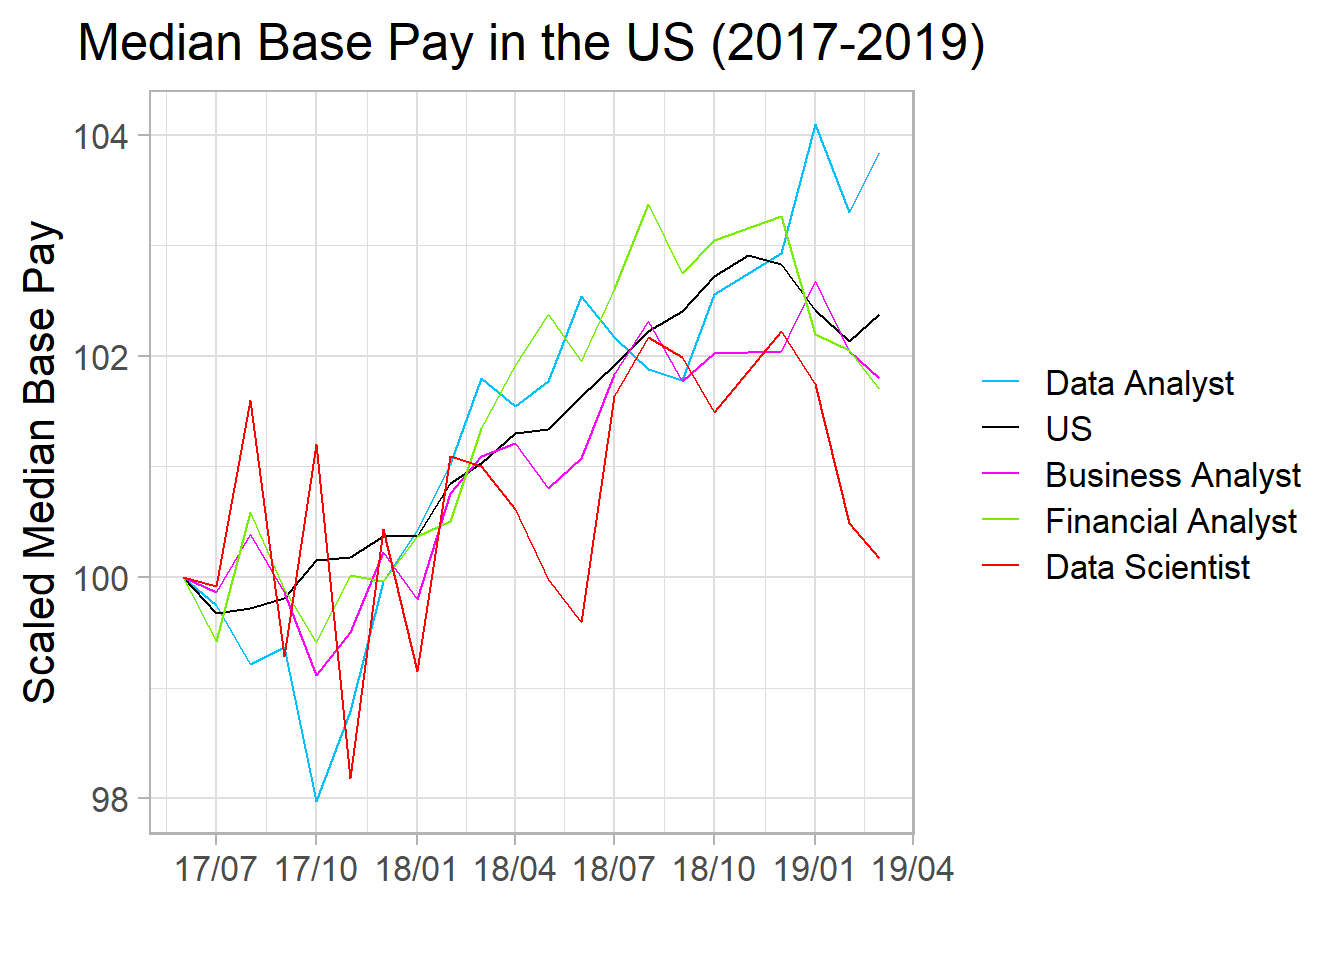 Median Base Pay in the US (2017-2019)
Scaled Median Base Pay
104
102
100
98
17/07 17/10 18/01 18/04 18/07 18/10 19/01 19/04
Data Analyst
US
Business Analyst
Financial Analyst
Data Scientist